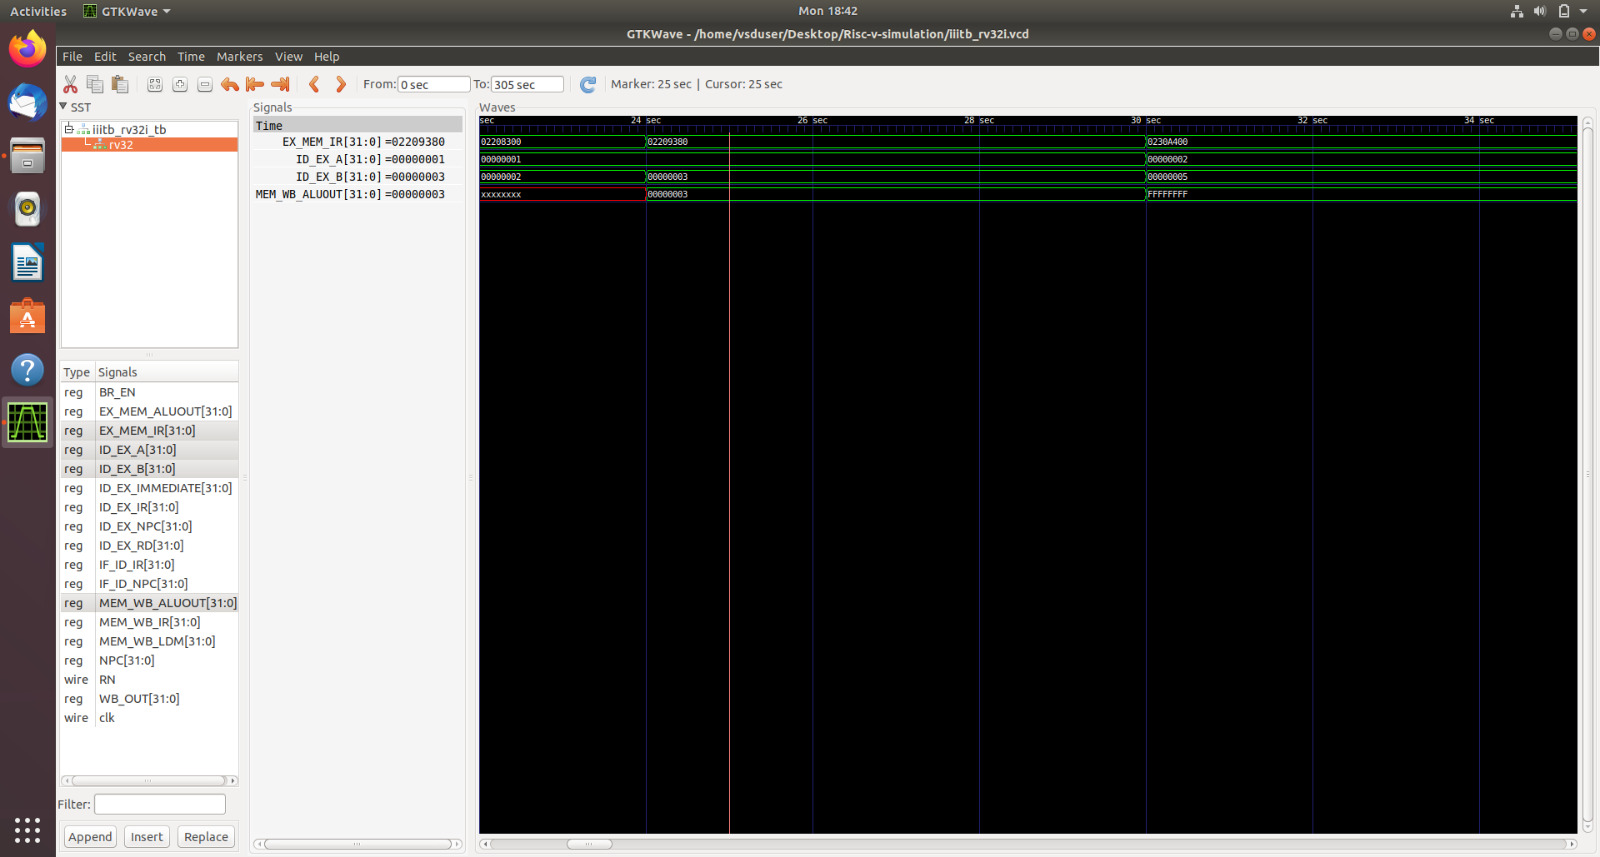 Activities GTKWave Mon 18:42
GTKWave - /home/vsduser/Desktop/Risc-v-simulation/iiitb_rv32i.vcd
File Edit Search Time Markers View Help
From: 0 sec To: 305 sec Marker: 25 sec | Cursor: 25 sec
SST
iiitb_rv32i_tb
rv32
Type Signals
reg BR_EN
reg EX_MEM_ALUOUT[31:0]
reg EX_MEM_IR[31:0]
reg ID_EX_A[31:0]
reg ID_EX_B[31:0]
reg ID_EX_IMMEDIATE[31:0]
reg ID_EX_IR[31:0]
reg ID_EX_NPC[31:0]
reg ID_EX_RD[31:0]
reg IF_ID_IR[31:0]
reg IF_ID_NPC[31:0]
reg MEM_WB_ALUOUT[31:0]
reg MEM_WB_IR[31:0]
reg MEM_WB_LDM[31:0]
reg NPC[31:0]
wire RN
reg WB_OUT[31:0]
wire clk
Filter:
Append Insert Replace
Signals
Time
EX_MEM_IR[31:0] =02209380
ID_EX_A[31:0] =00000001
ID_EX_B[31:0] =00000003
MEM_WB_ALUOUT[31:0] =00000003
Waves
sec 24 sec 26 sec 28 sec 30 sec 32 sec 34 sec
02208300 02209380 0230A400
00000001 00000002
00000002 00000003 00000005
xxxxxxxx 00000003 FFFFFFFF